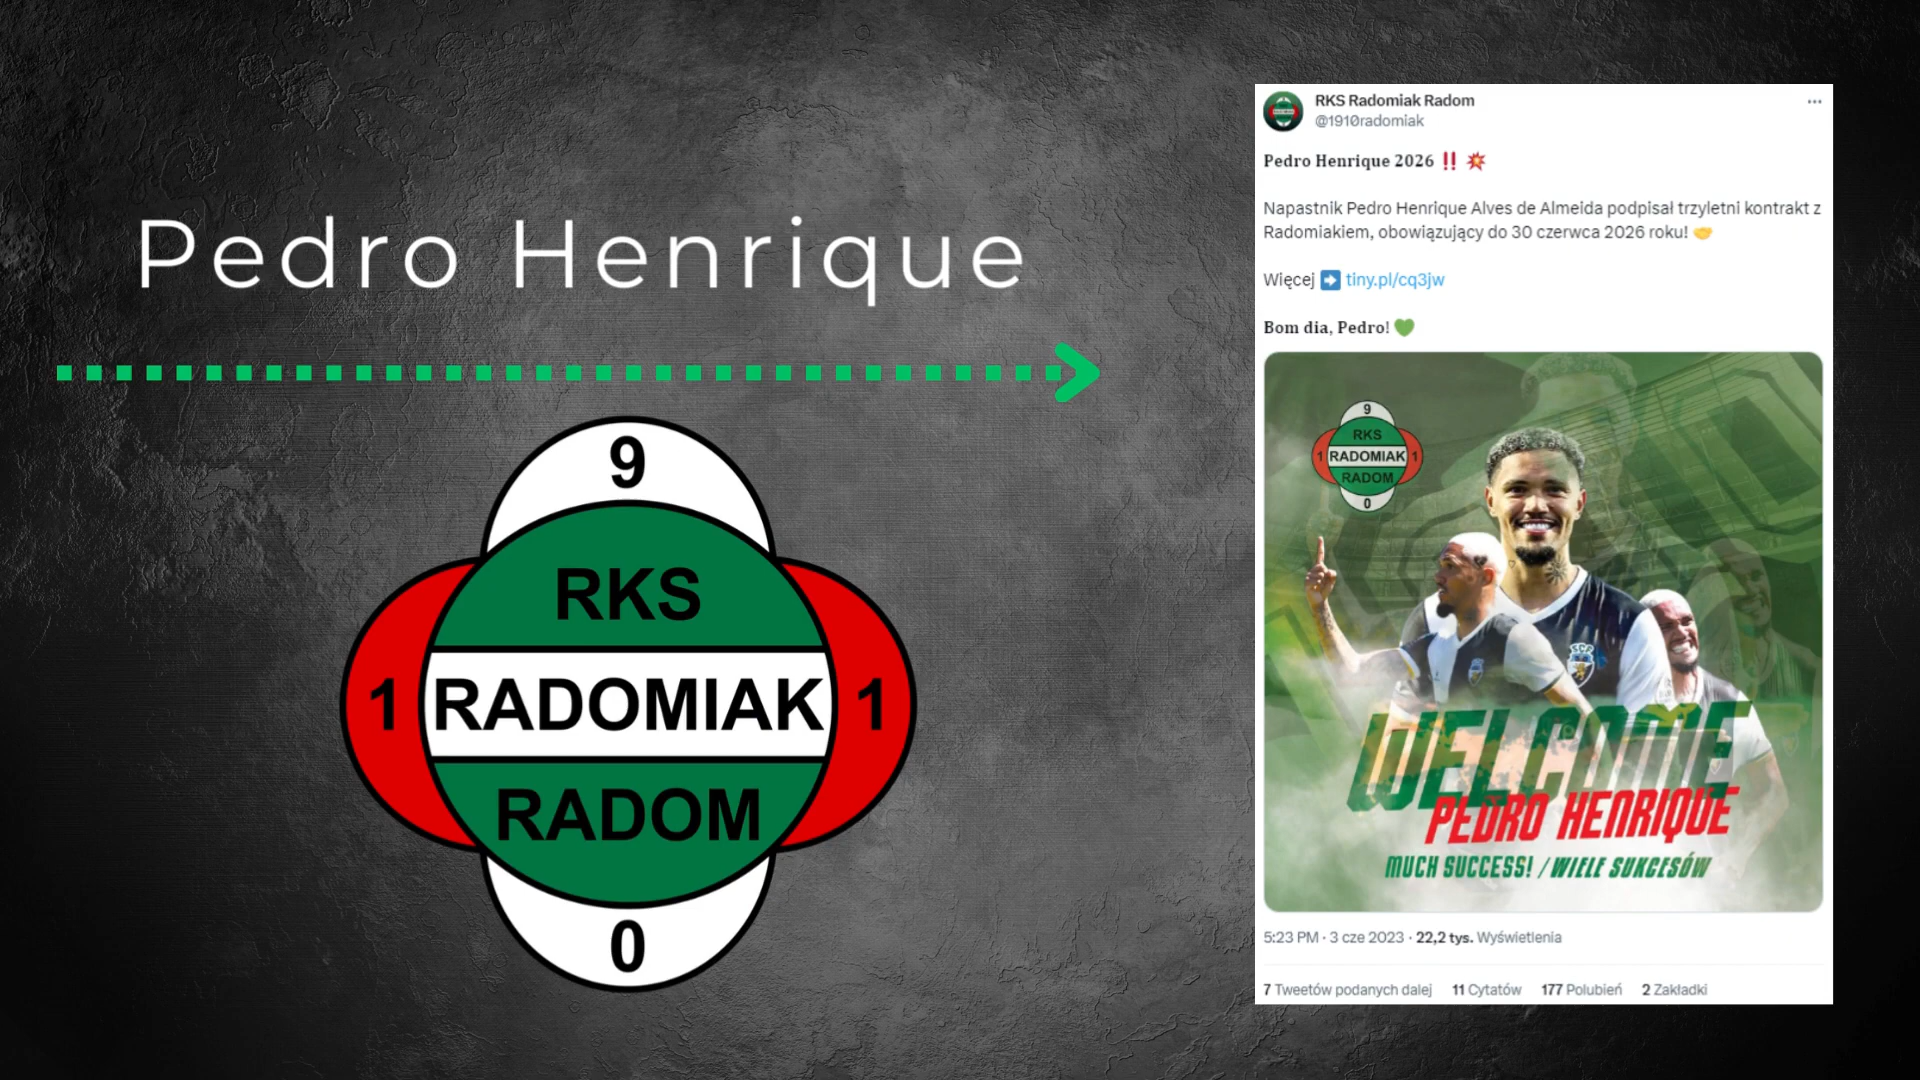 Pedro Henrique
9
RKS
1 RADOMIAK 1
RADOM
0
RKS Radomiak Radom
@1910radomiak
Pedro Henrique 2026 ‼️ 💥
Napastnik Pedro Henrique Alves de Almeida podpisał trzyletni kontrakt z
Radomiakiem, obowiązujący do 30 czerwca 2026 roku! 🤝
Więcej ➡️ tiny.pl/cq3jw
Bom dia, Pedro! 💚
9
RKS
1 RADOMIAK 1
RADOM
0
WELCOME
PEDRO HENRIQUE
MUCH SUCCESS! / WIELE SUKCESÓW
5:23 PM · 3 cze 2023 · 22,2 tys. Wyświetlenia
7 Tweetów podanych dalej 11 Cytatów 177 Polubień 2 Zakładki